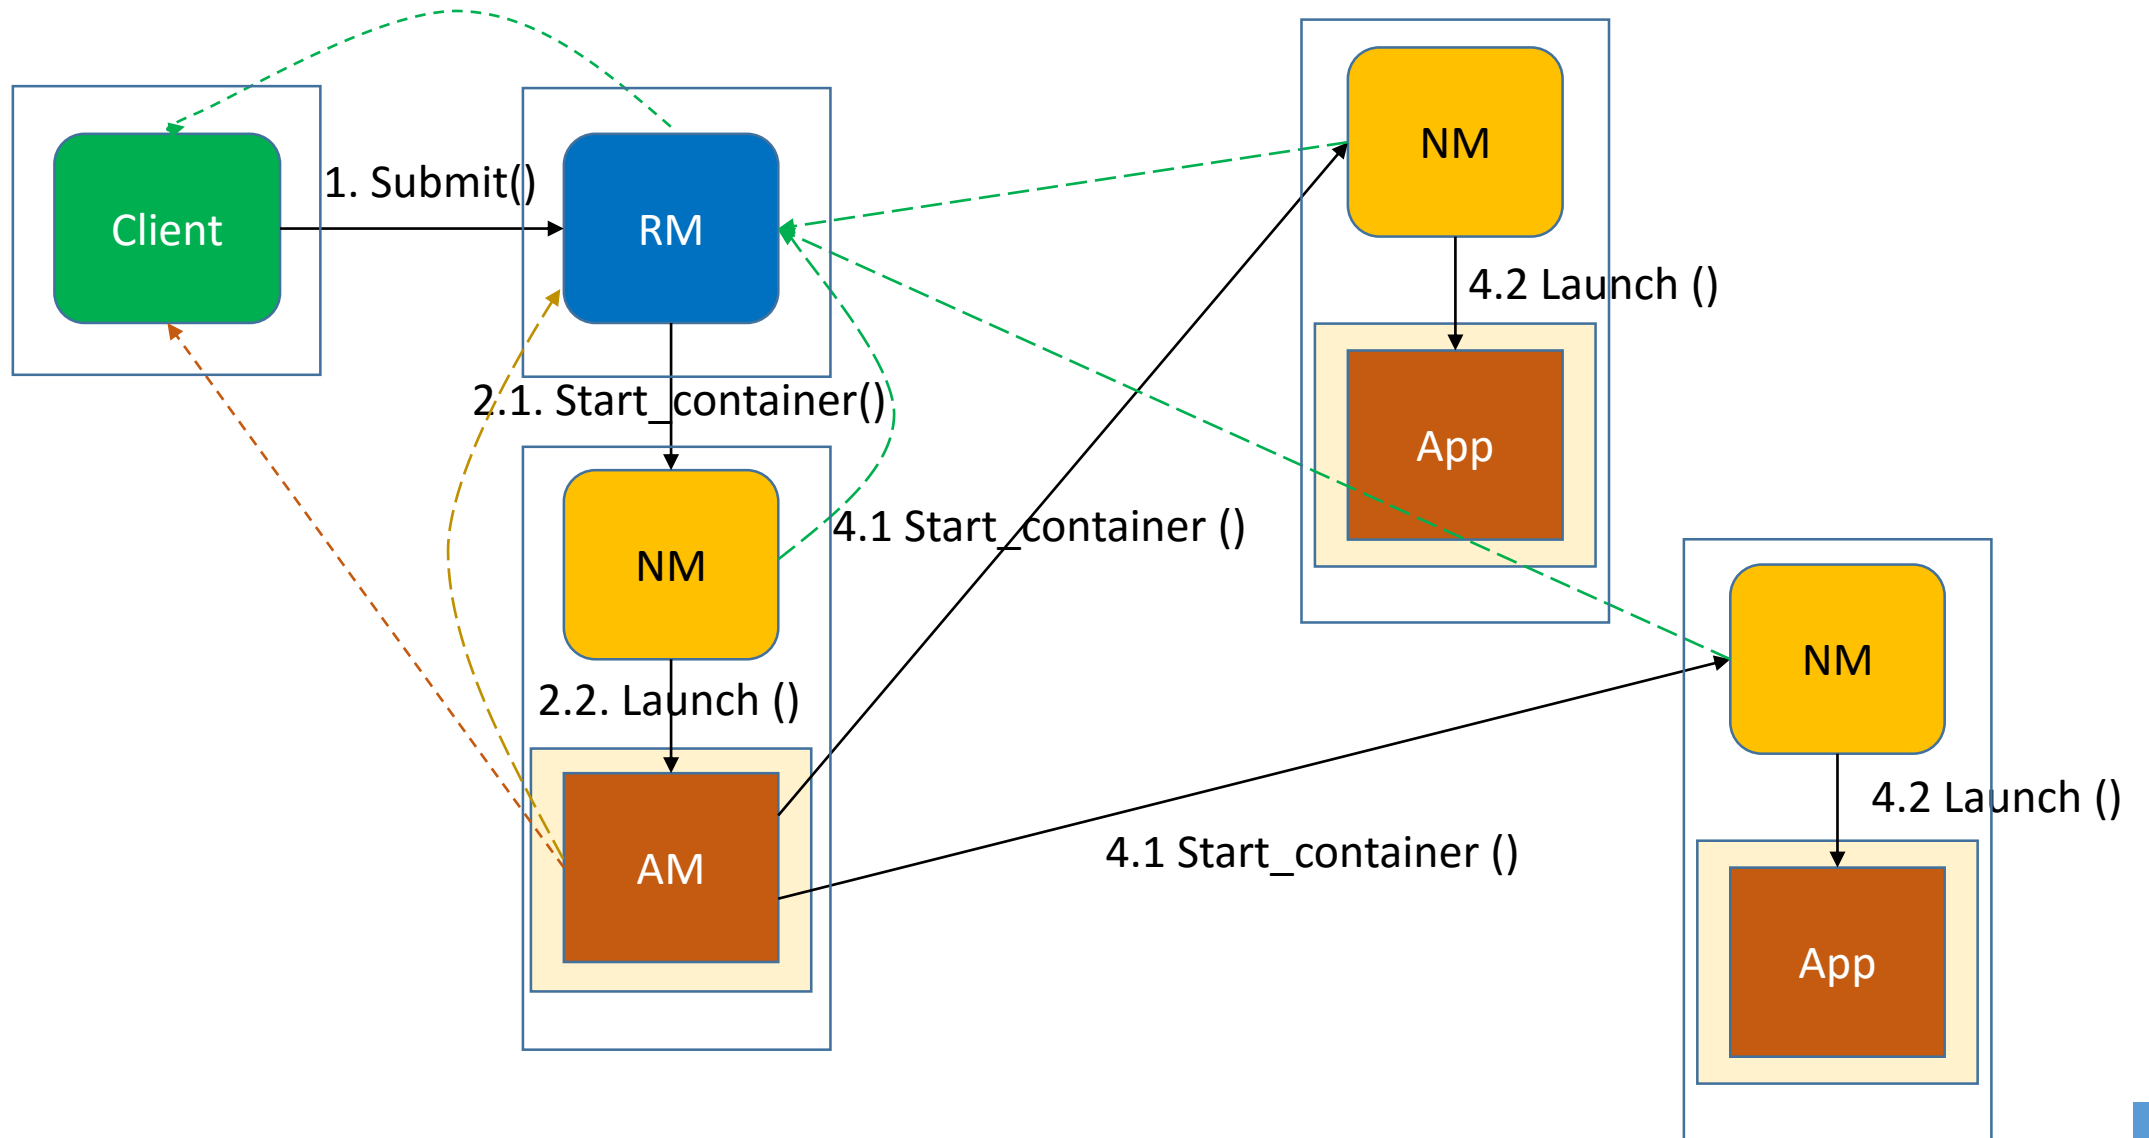 Client
1. Submit()
RM
2.1. Start_container()
NM
2.2. Launch ()
AM
4.1 Start_container ()
NM
4.2 Launch ()
App
4.1 Start_container ()
NM
4.2 Launch ()
App